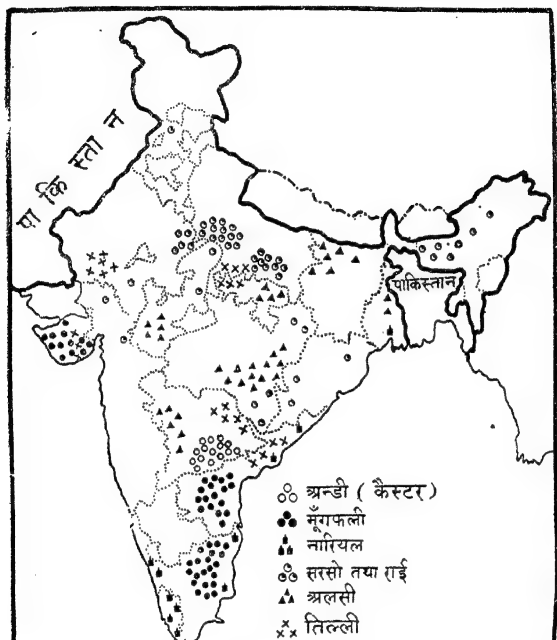 पाकिस्तान
पाकिस्तान
अन्डी ( कैस्टर )
मूँगफली
नारियल
सरसो तथा राई
अलसी
तिल्ली